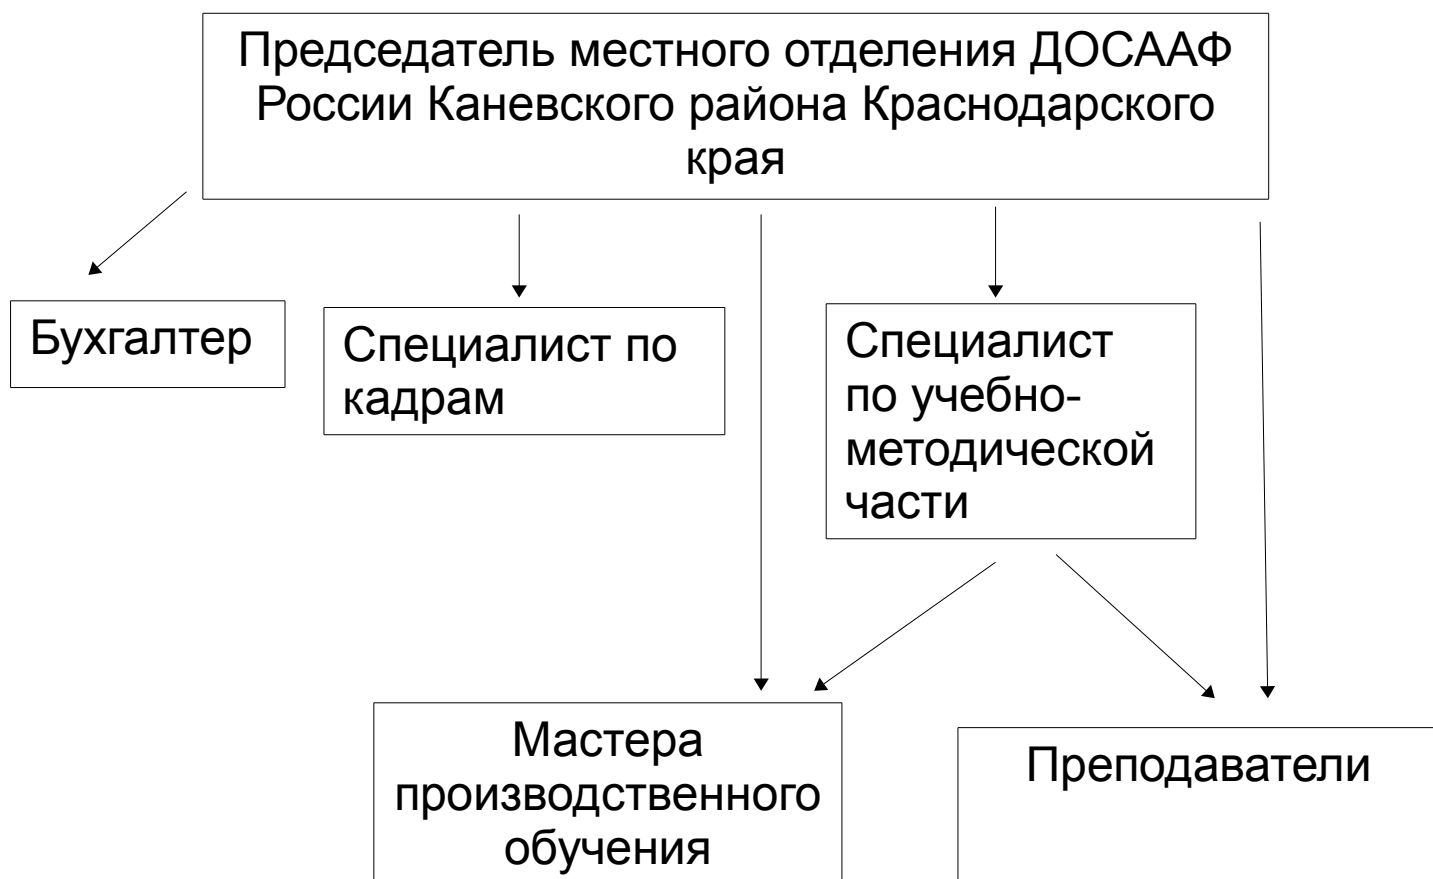 Председатель местного отделения ДОСААФ
России Каневского района Краснодарского
края
Бухгалтер
Специалист по
кадрам
Специалист
по учебно-
методической
части
Мастера
производственного
обучения
Преподаватели